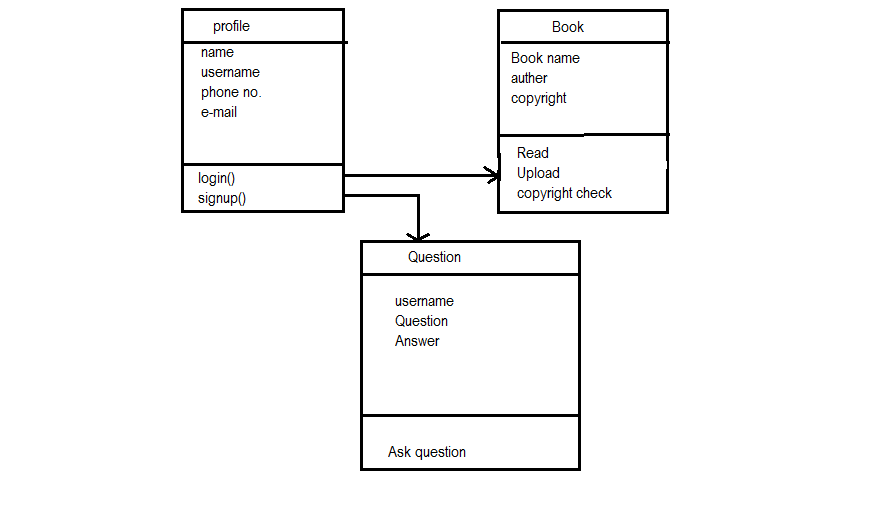 profile
name
username
phone no.
e-mail
login()
signup()
Book
Book name
auther
copyright
Read
Upload
copyright check
Question
username
Question
Answer
Ask question